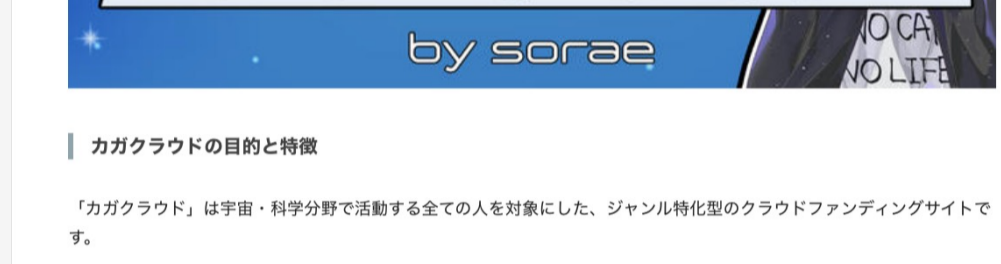 by sorae
NO CAT
NO LIFE
カガクラウドの目的と特徴
「カガクラウド」は宇宙・科学分野で活動する全ての人を対象にした、ジャンル特化型のクラウドファンディングサイトで
す。